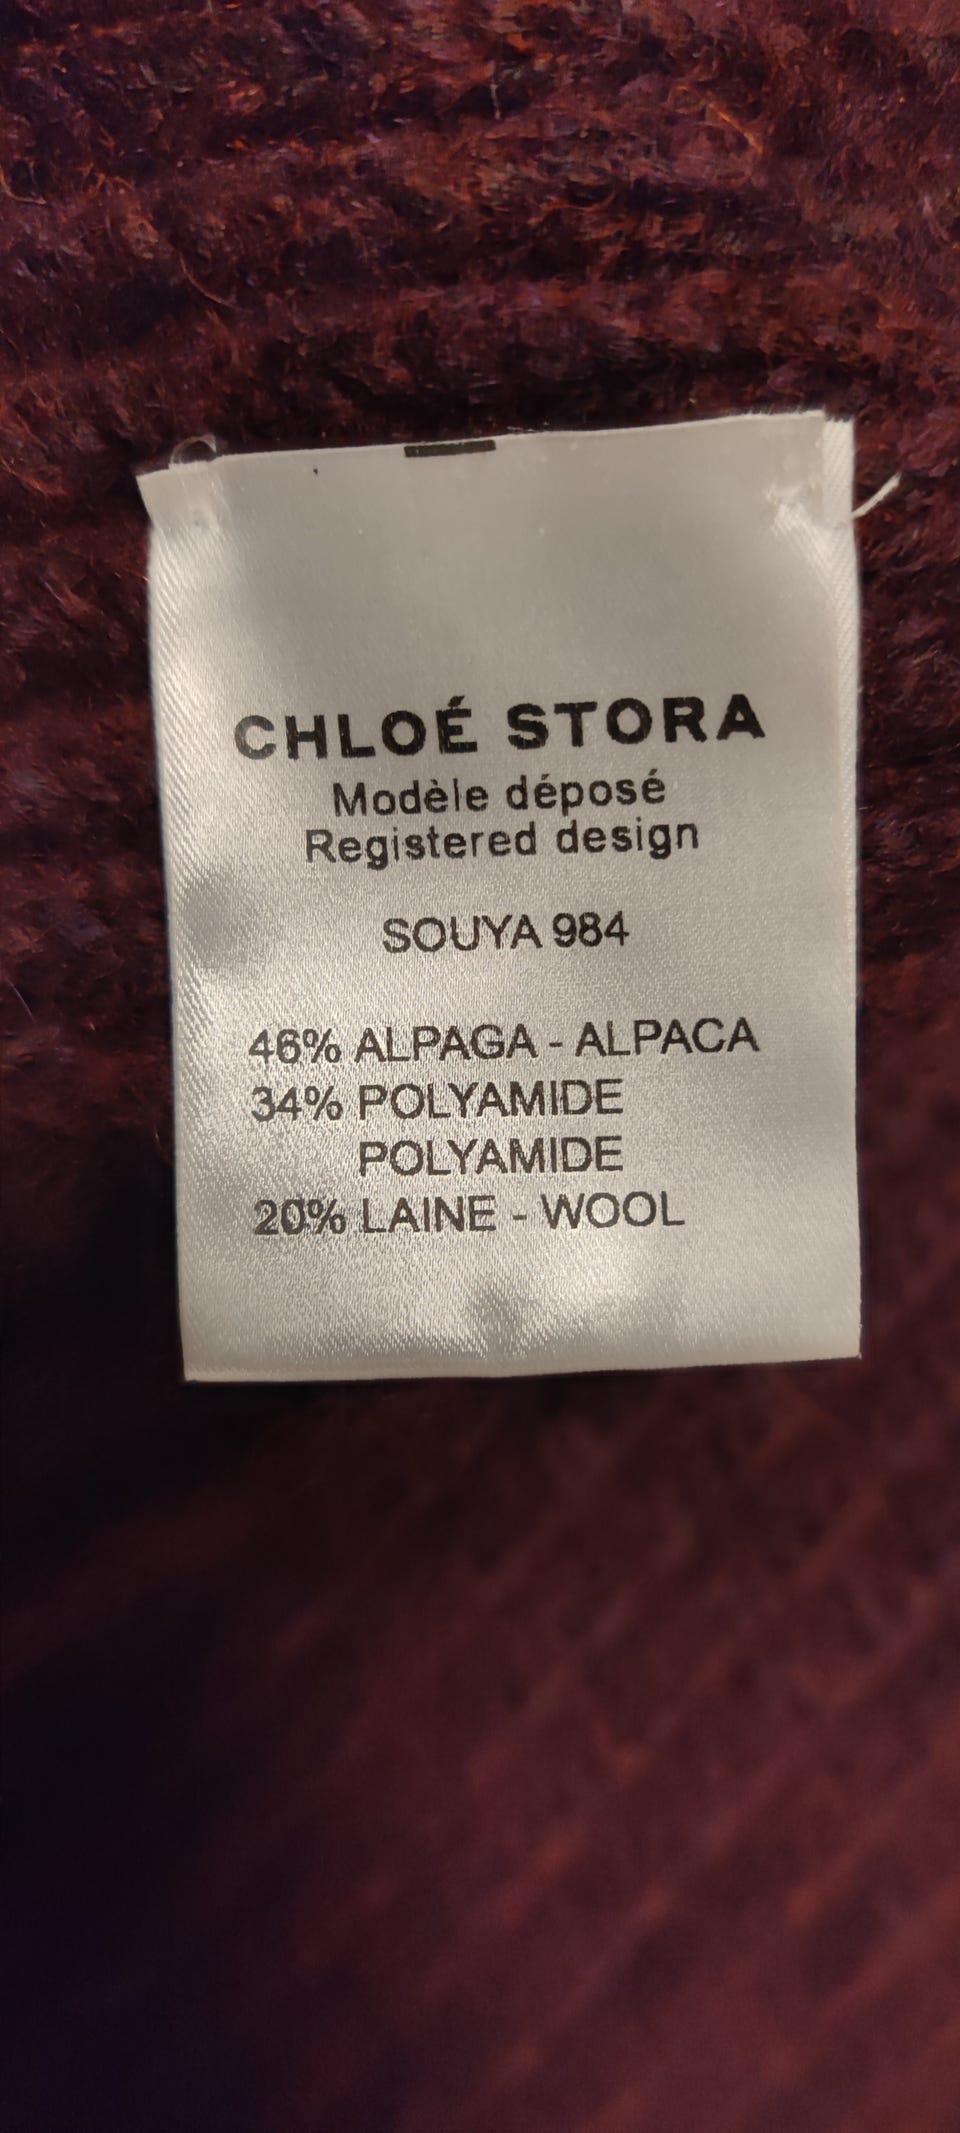 CHLOÉ STORA
Modèle déposé
Registered design
SOUYA 984
46% ALPAGA - ALPACA
34% POLYAMIDE
POLYAMIDE
20% LAINE - WOOL